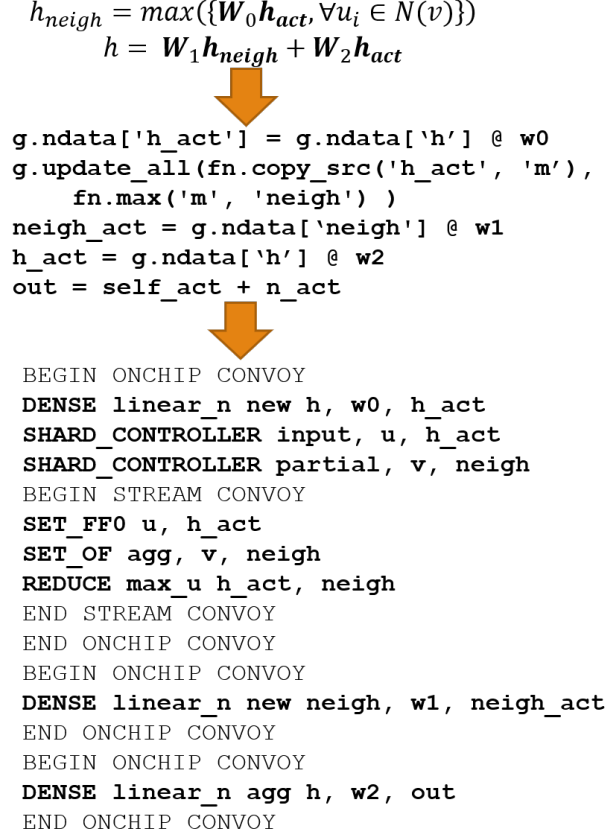 h_neigh = max({W_0 h_act, ∀u_i ∈ N(v)})
h = W_1 h_neigh + W_2 h_act
g.ndata['h_act'] = g.ndata[‘h’] @ w0
g.update_all(fn.copy_src('h_act', 'm’),
fn.max('m', 'neigh') )
neigh_act = g.ndata[‘neigh'] @ w1
h_act = g.ndata[‘h’] @ w2
out = self_act + n_act
BEGIN ONCHIP CONVOY
DENSE linear_n new h, w0, h_act
SHARD_CONTROLLER input, u, h_act
SHARD_CONTROLLER partial, v, neigh
BEGIN STREAM CONVOY
SET_FF0 u, h_act
SET_OF agg, v, neigh
REDUCE max_u h_act, neigh
END STREAM CONVOY
END ONCHIP CONVOY
BEGIN ONCHIP CONVOY
DENSE linear_n new neigh, w1, neigh_act
END ONCHIP CONVOY
BEGIN ONCHIP CONVOY
DENSE linear_n agg h, w2, out
END ONCHIP CONVOY